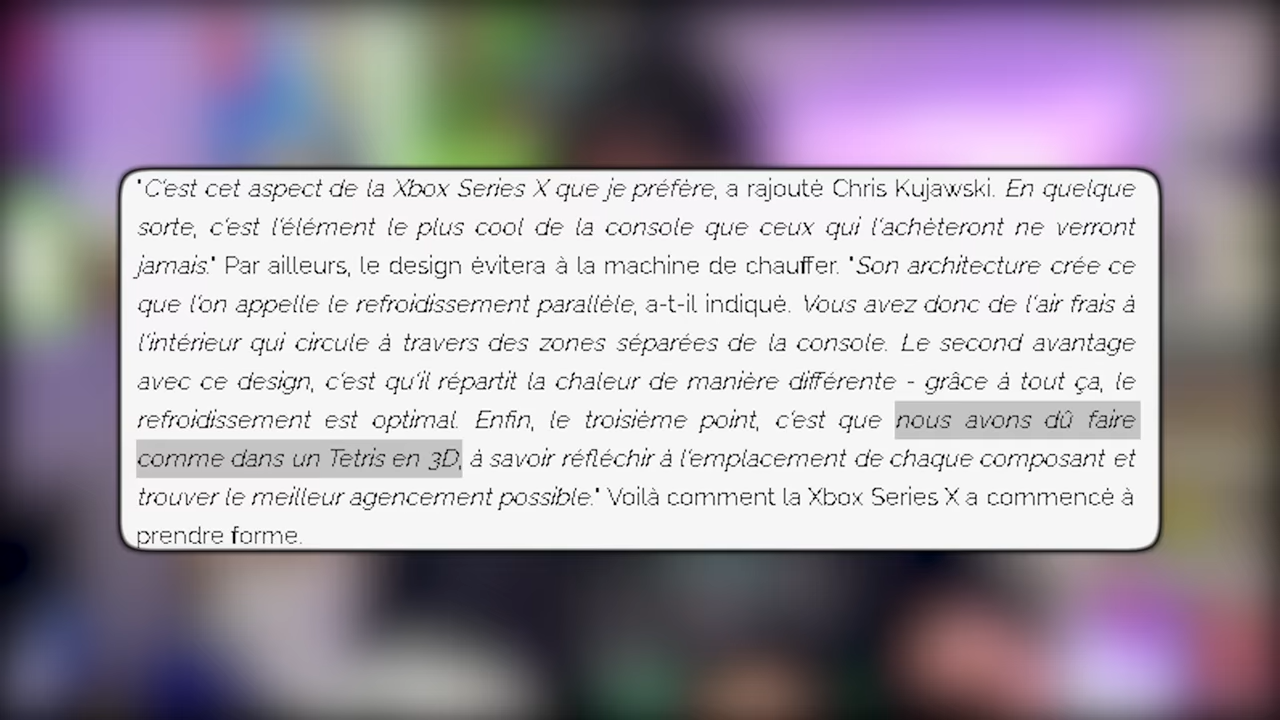 "C'est cet aspect de la Xbox Series X que je préfère, a rajouté Chris Kujawski. En quelque
sorte, c'est l'élément le plus cool de la console que ceux qui l'achèteront ne verront
jamais." Par ailleurs, le design évitera à la machine de chauffer. "Son architecture crée ce
que l'on appelle le refroidissement parallèle, a-t-il indiqué. Vous avez donc de l'air frais à
l'intérieur qui circule à travers des zones séparées de la console. Le second avantage
avec ce design, c'est qu'il répartit la chaleur de manière différente - grâce à tout ça, le
refroidissement est optimal. Enfin, le troisième point, c'est que nous avons dû faire
comme dans un Tetris en 3D, à savoir réfléchir à l'emplacement de chaque composant et
trouver le meilleur agencement possible." Voilà comment la Xbox Series X a commencé à
prendre forme.